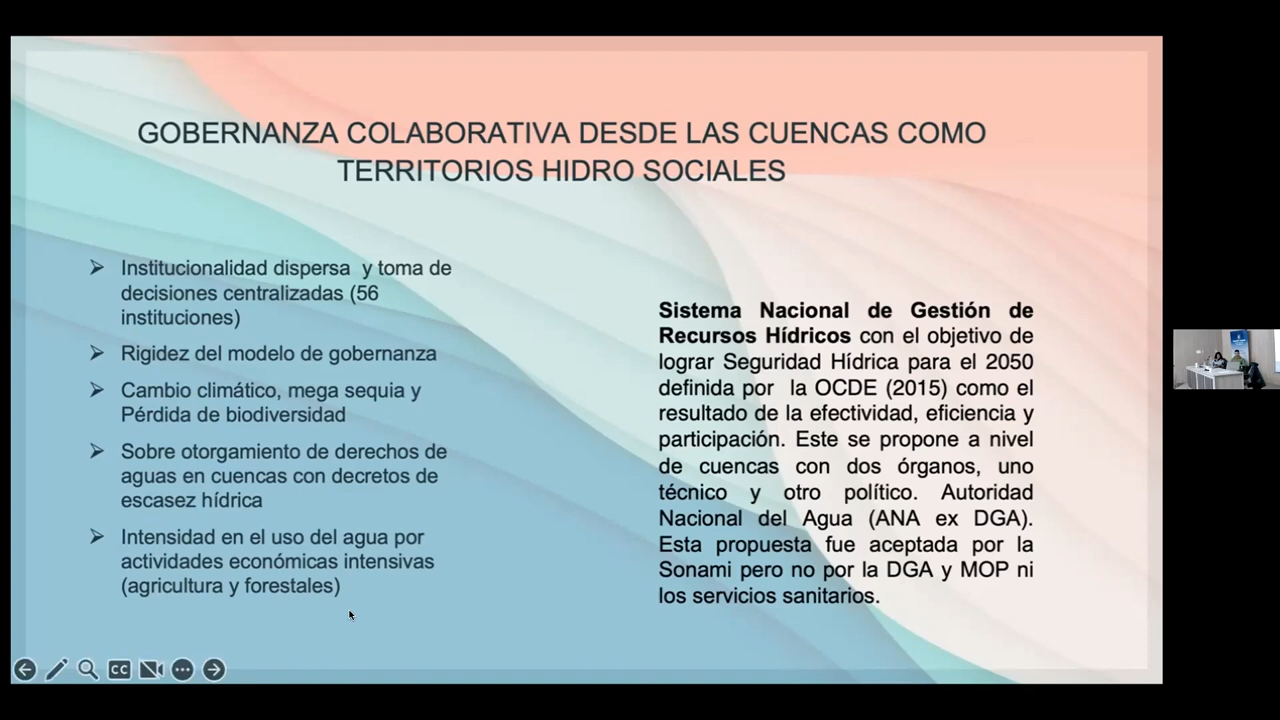 GOBERNANZA COLABORATIVA DESDE LAS CUENCAS COMO
TERRITORIOS HIDRO SOCIALES
Institucionalidad dispersa y toma de
decisiones centralizadas (56
instituciones)
Rigidez del modelo de gobernanza
Cambio climático, mega sequia y
Pérdida de biodiversidad
Sobre otorgamiento de derechos de
aguas en cuencas con decretos de
escasez hídrica
Intensidad en el uso del agua por
actividades económicas intensivas
(agricultura y forestales)
Sistema Nacional de Gestión de
Recursos Hídricos con el objetivo de
lograr Seguridad Hídrica para el 2050
definida por la OCDE (2015) como el
resultado de la efectividad, eficiencia y
participación. Este se propone a nivel
de cuencas con dos órganos, uno
técnico y otro político. Autoridad
Nacional del Agua (ANA ex DGA).
Esta propuesta fue aceptada por la
Sonami pero no por la DGA y MOP ni
los servicios sanitarios.
CC